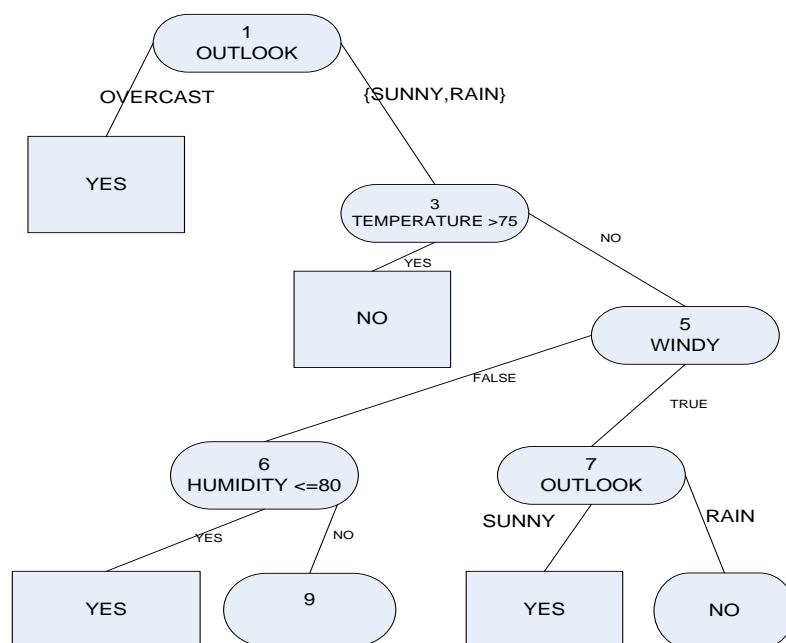 1
OUTLOOK
OVERCAST
{SUNNY,RAIN}
YES
3
TEMPERATURE >75
YES
NO
NO
5
WINDY
FALSE
TRUE
6
HUMIDITY <=80
7
OUTLOOK
YES
NO
SUNNY
RAIN
YES
9
YES
NO